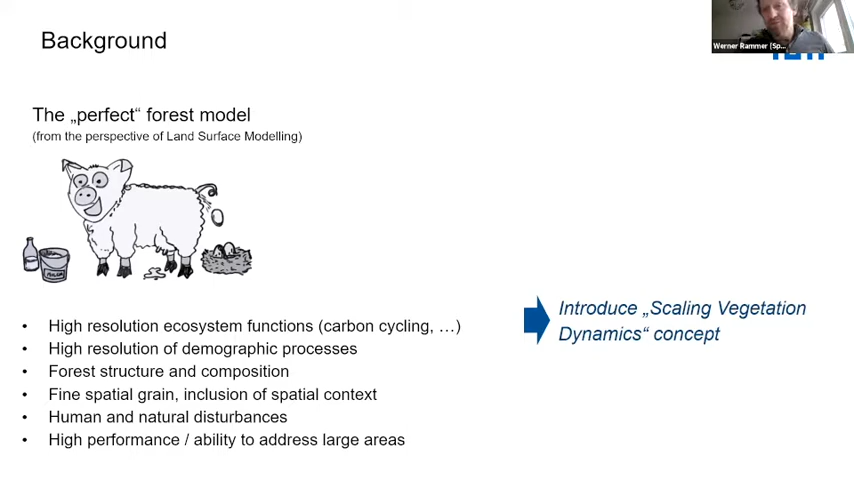 Background
Werner Rammer (Sp...
The „perfect“ forest model
(from the perspective of Land Surface Modelling)
• High resolution ecosystem functions (carbon cycling, …)
• High resolution of demographic processes
• Forest structure and composition
• Fine spatial grain, inclusion of spatial context
• Human and natural disturbances
• High performance / ability to address large areas
Introduce „Scaling Vegetation
Dynamics“ concept